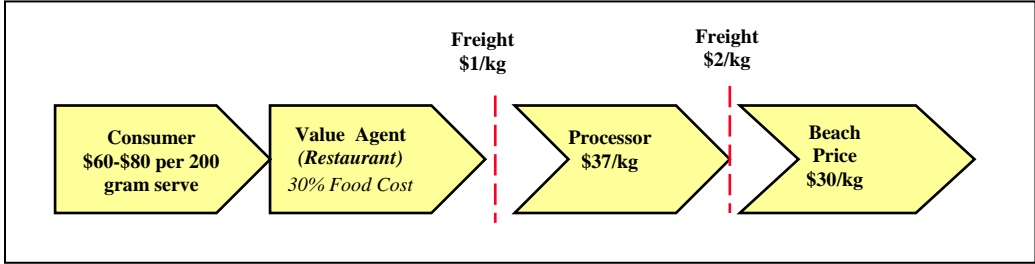 Freight
$1/kg
Freight
$2/kg
Consumer
$60-$80 per 200
gram serve
Value Agent
(Restaurant)
30% Food Cost
Processor
$37/kg
Beach
Price
$30/kg